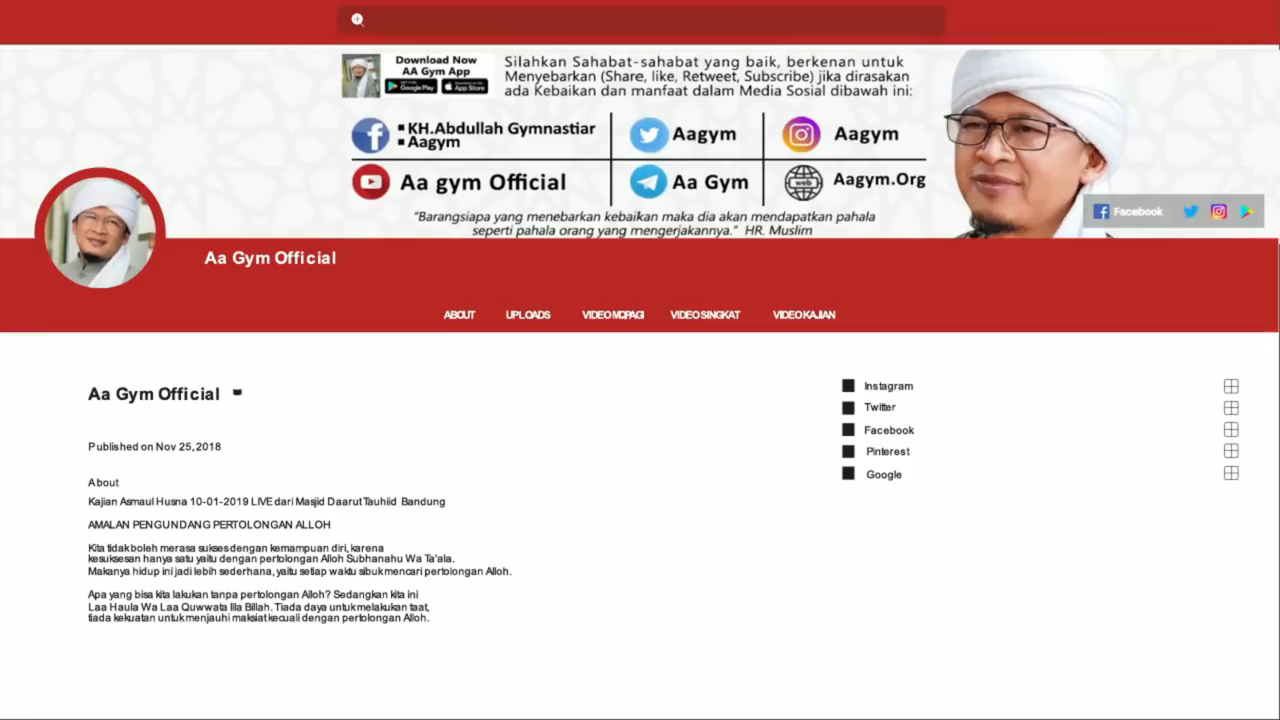 Download Now
AA Gym App
Google Play
App Store
Silahkan Sahabat-sahabat yang baik, berkenan untuk
Menyebarkan (Share, like, Retweet, Subscribe) jika dirasakan
ada Kebaikan dan manfaat dalam Media Sosial dibawah ini:
KH.Abdullah Gymnastiar
Aagym
Aagym
Aagym
Aa gym Official
Aa Gym
web
Aagym.Org
"Barangsiapa yang menebarkan kebaikan maka dia akan mendapatkan pahala
seperti pahala orang yang mengerjakannya." HR. Muslim
Facebook
Aa Gym Official
ABOUT UPLOADS VIDEO MQPAGI VIDEO SINGKAT VIDEO KAJIAN
Aa Gym Official
Published on Nov 25, 2018
About
Kajian Asmaul Husna 10-01-2019 LIVE dari Masjid Daarut Tauhiid Bandung
AMALAN PENGUNDANG PERTOLONGAN ALLOH
Kita tidak boleh merasa sukses dengan kemampuan diri, karena
kesuksesan hanya satu yaitu dengan pertolongan Alloh Subhanahu Wa Ta'ala.
Makanya hidup ini jadi lebih sederhana, yaitu setiap waktu sibuk mencari pertolongan Alloh.
Apa yang bisa kita lakukan tanpa pertolongan Alloh? Sedangkan kita ini
Laa Haula Wa Laa Quwwata Illa Billah. Tiada daya untuk melakukan taat,
tiada kekuatan untuk menjauhi maksiat kecuali dengan pertolongan Alloh.
Instagram
Twitter
Facebook
Pinterest
Google